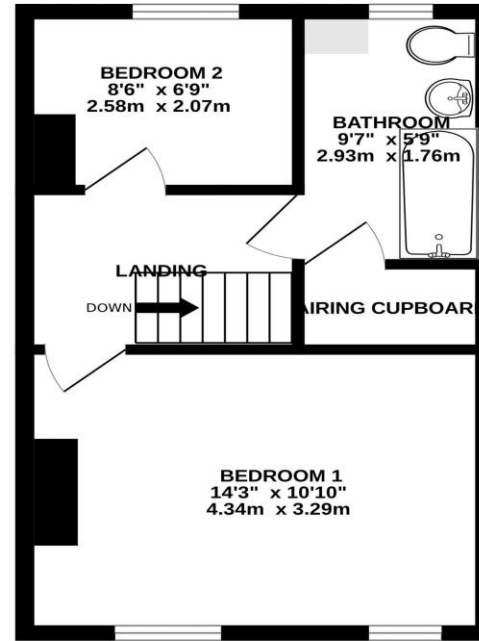 BEDROOM 2
8'6" x 6'9"
2.58m x 2.07m
BATHROOM
9'7" x 5'9"
2.93m x 1.76m
LANDING
DOWN
AIRING CUPBOARD
BEDROOM 1
14'3" x 10'10"
4.34m x 3.29m